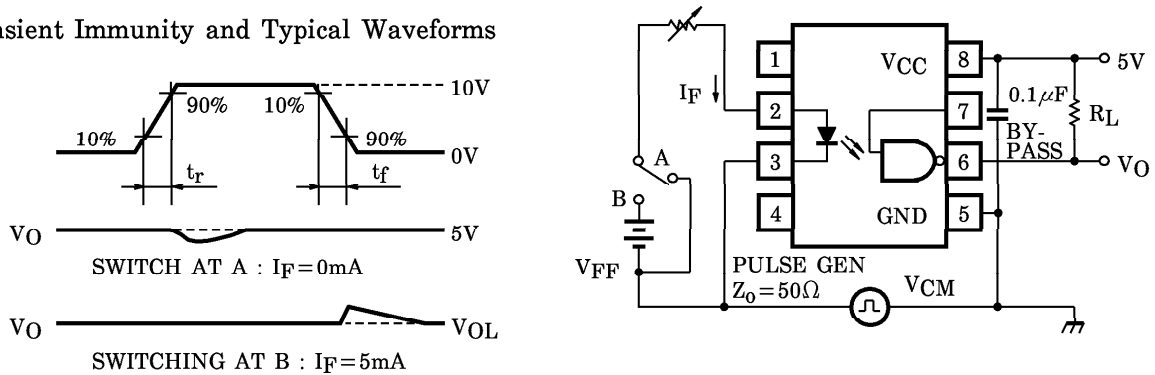 Immunity and Typical Waveforms
10V
90%
10%
10%
90%
0V
tr
tf
VO
5V
SWITCH AT A : IF=0mA
VO
VOL
SWITCHING AT B : IF=5mA
1
VCC
8
5V
IF
2
7
0.1μF
RL
BY-
PASS
A
3
6
VO
B
4
GND
5
VFF
PULSE GEN
Zo=50Ω
VCM